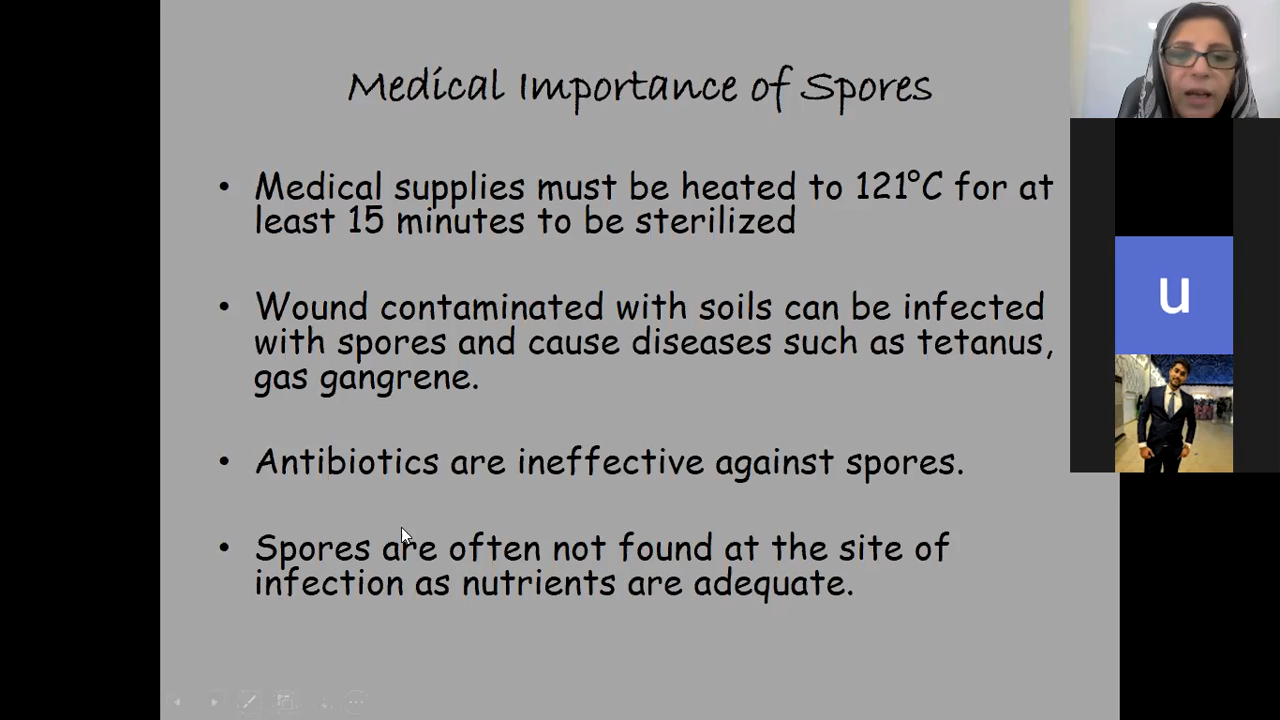 Medical Importance of Spores
• Medical supplies must be heated to 121°C for at
least 15 minutes to be sterilized
• Wound contaminated with soils can be infected
with spores and cause diseases such as tetanus,
gas gangrene.
• Antibiotics are ineffective against spores.
• Spores are often not found at the site of
infection as nutrients are adequate.
u